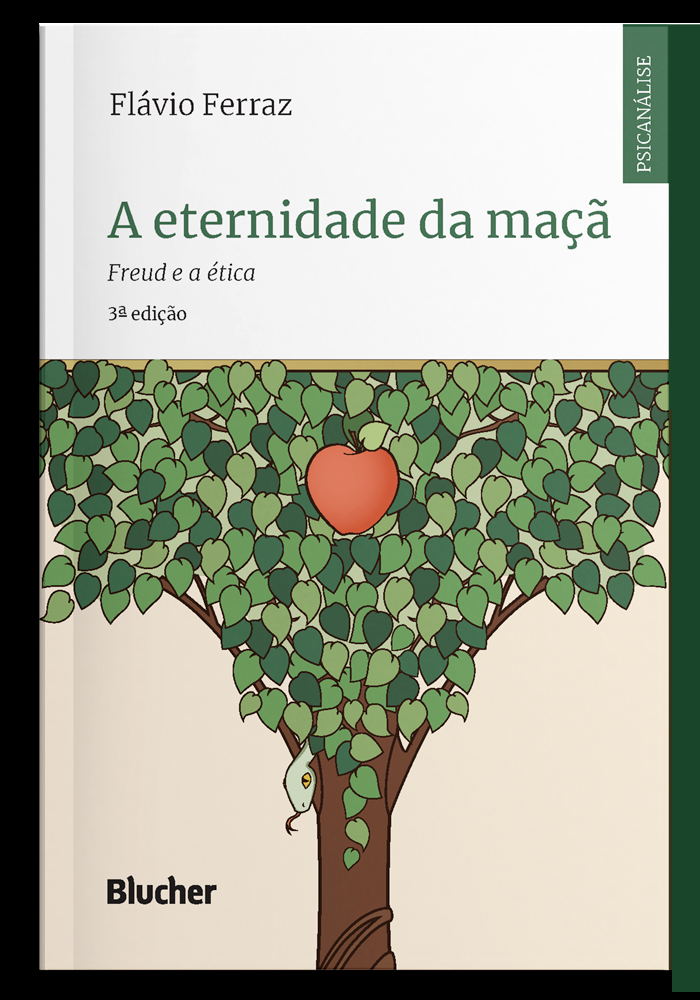 Flávio Ferraz
PSICANÁLISE
A eternidade da maçã
Freud e a ética
3ª edição
Blucher